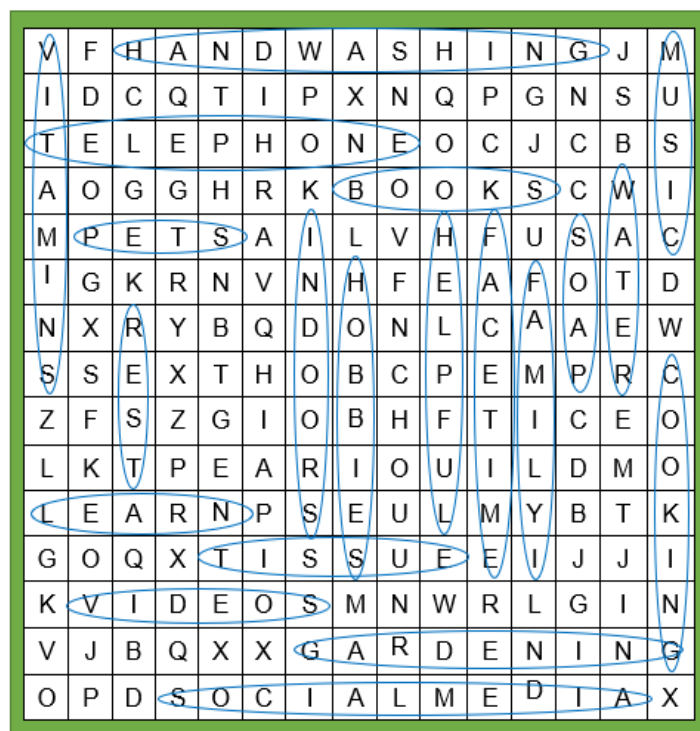 V F H A N D W A S H I N G J M
I D C Q T I P X N Q P G N S U
T E L E P H O N E O C J C B S
A O G G H R K B O O K S C W I
M P E T S A I L V H F U S A C
I G K R N V N H F E A F O T D
N X R Y B Q D O N L C A A E W
S S E X T H O B C P E M P R C
Z F S Z G I O B H F T I C E O
L K T P E A R I O U I L D M O
L E A R N P S E U L M Y B T K
G O Q X T I S S U E E I J J I
K V I D E O S M N W R L G I N
V J B Q X X G A R D E N I N G
O P D S O C I A L M E D I A X